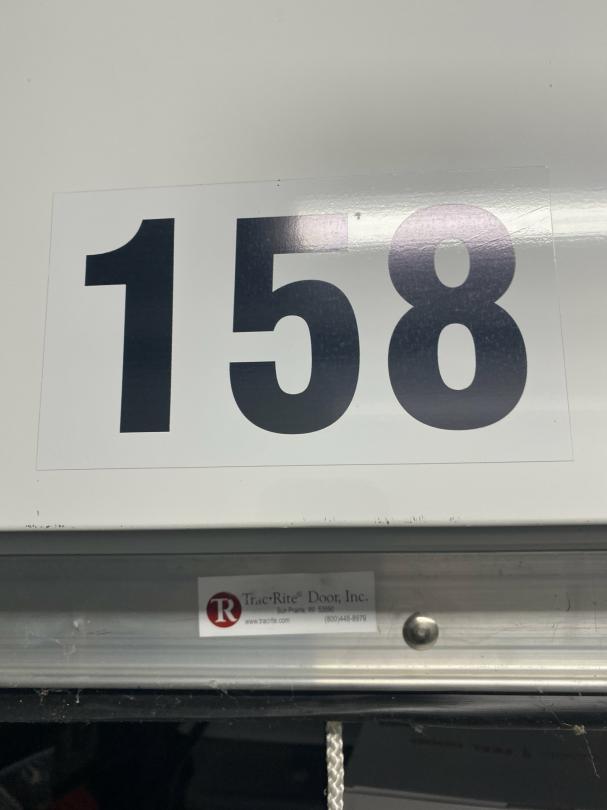 158
R Trac•Rite® Door, Inc.
Sun Prairie, WI 53590
www.tracrite.com (800)448-8979